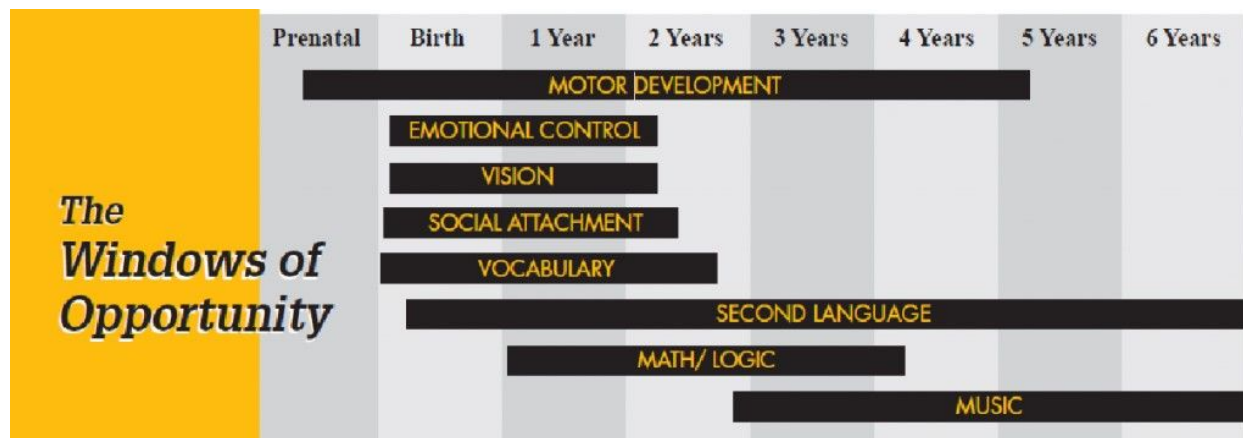 Prenatal Birth 1 Year 2 Years 3 Years 4 Years 5 Years 6 Years
MOTOR DEVELOPMENT
EMOTIONAL CONTROL
VISION
SOCIAL ATTACHMENT
VOCABULARY
SECOND LANGUAGE
MATH/ LOGIC
MUSIC
The
Windows of
Opportunity